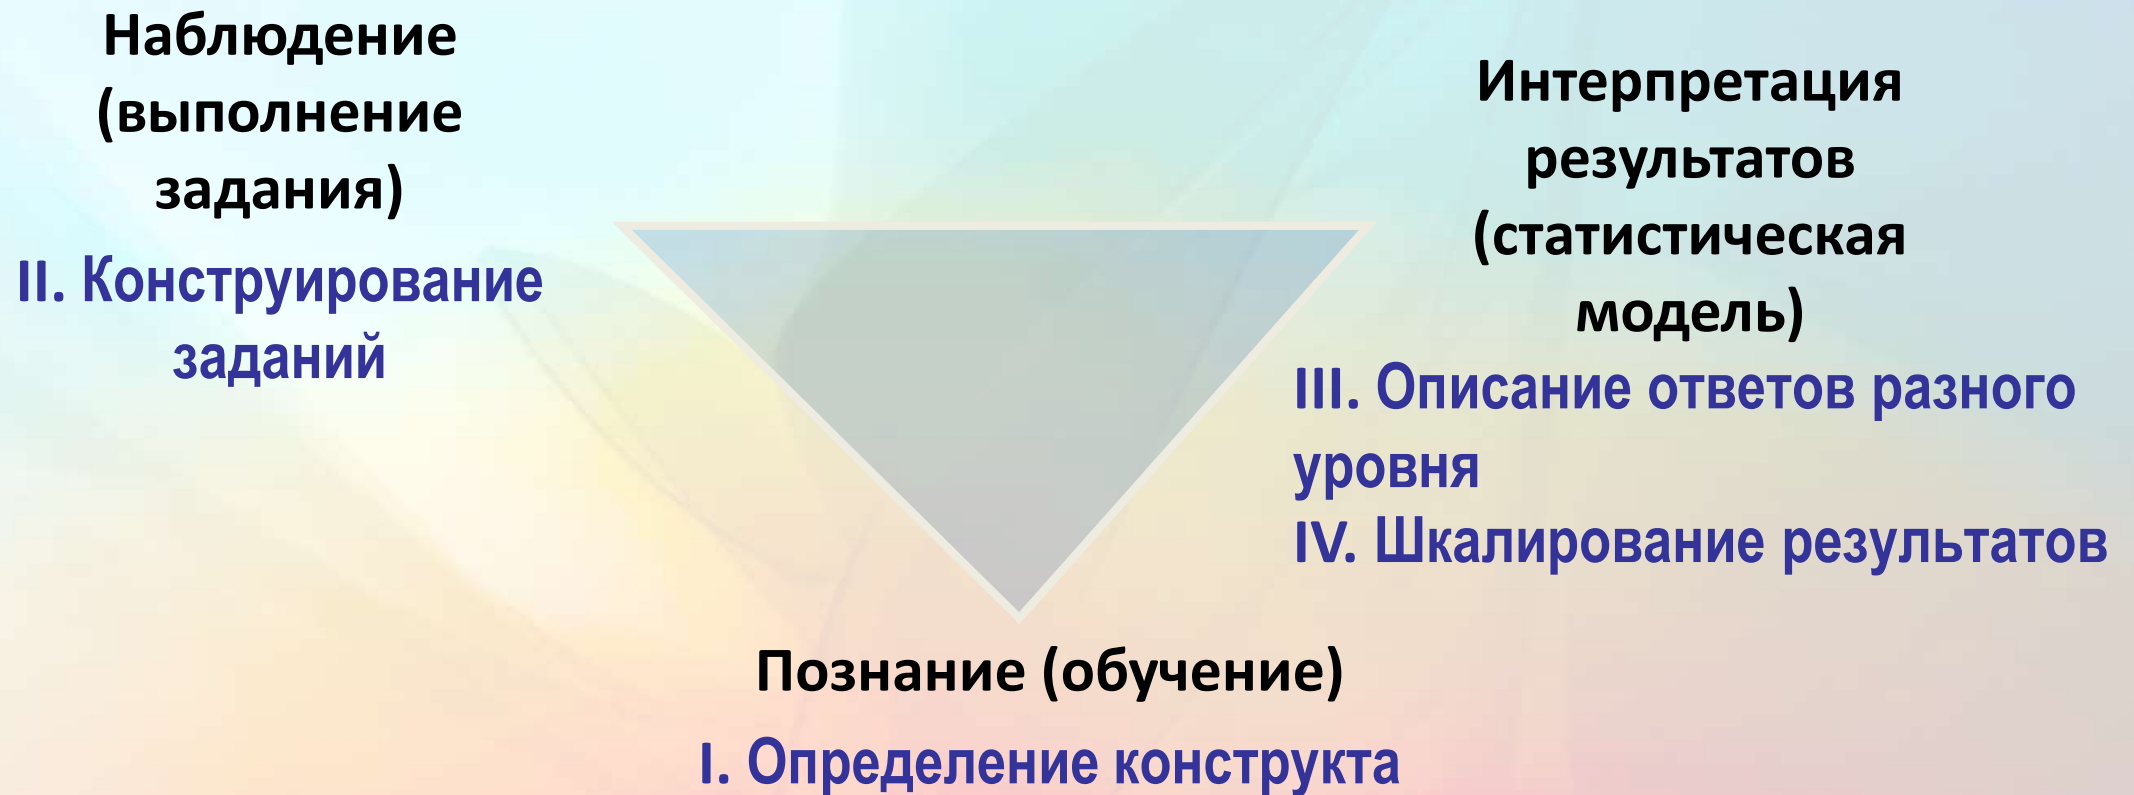 Наблюдение
(выполнение
задания)
II. Конструирование
заданий
Интерпретация
результатов
(статистическая
модель)
III. Описание ответов разного
уровня
IV. Шкалирование результатов
Познание (обучение)
I. Определение конструкта